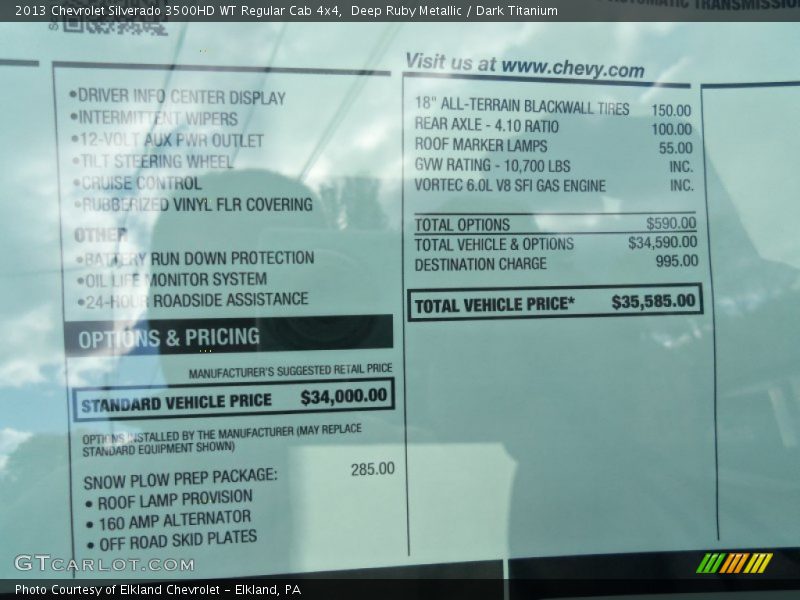 2013 Chevrolet Silverado 3500HD WT Regular Cab 4x4, Deep Ruby Metallic / Dark Titanium
AUTOMATIC TRANSMISSION
•DRIVER INFO CENTER DISPLAY
•INTERMITTENT WIPERS
•12-VOLT AUX PWR OUTLET
•TILT STEERING WHEEL
•CRUISE CONTROL
•RUBBERIZED VINYL FLR COVERING
OTHER
•BATTERY RUN DOWN PROTECTION
•OIL LIFE MONITOR SYSTEM
•24-HOUR ROADSIDE ASSISTANCE
OPTIONS & PRICING
MANUFACTURER'S SUGGESTED RETAIL PRICE
STANDARD VEHICLE PRICE $34,000.00
OPTIONS INSTALLED BY THE MANUFACTURER (MAY REPLACE
STANDARD EQUIPMENT SHOWN)
SNOW PLOW PREP PACKAGE: 285.00
• ROOF LAMP PROVISION
• 160 AMP ALTERNATOR
• OFF ROAD SKID PLATES
Visit us at www.chevy.com
18" ALL-TERRAIN BLACKWALL TIRES 150.00
REAR AXLE - 4.10 RATIO 100.00
ROOF MARKER LAMPS 55.00
GVW RATING - 10,700 LBS INC.
VORTEC 6.0L V8 SFI GAS ENGINE INC.
TOTAL OPTIONS $590.00
TOTAL VEHICLE & OPTIONS $34,590.00
DESTINATION CHARGE 995.00
TOTAL VEHICLE PRICE* $35,585.00
GTcarlot.com
Photo Courtesy of Elkland Chevrolet - Elkland, PA